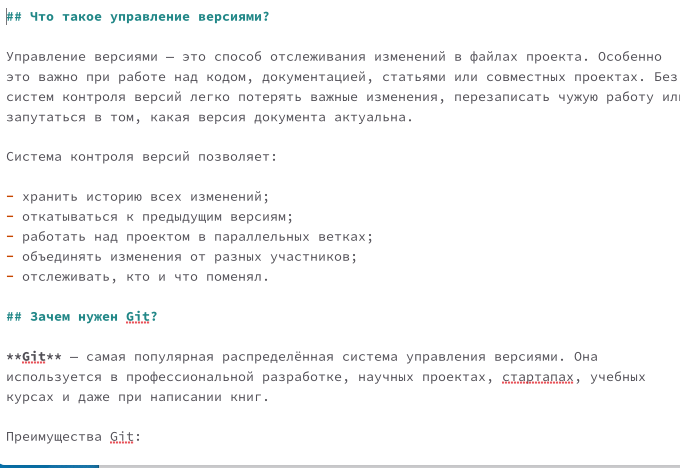 ## Что такое управление версиями?
Управление версиями — это способ отслеживания изменений в файлах проекта. Особенно
это важно при работе над кодом, документацией, статьями или совместных проектах. Без
систем контроля версий легко потерять важные изменения, перезаписать чужую работу или
запутаться в том, какая версия документа актуальна.
Система контроля версий позволяет:
- хранить историю всех изменений;
- откатываться к предыдущим версиям;
- работать над проектом в параллельных ветках;
- объединять изменения от разных участников;
- отслеживать, кто и что поменял.
## Зачем нужен Git?
**Git** — самая популярная распределённая система управления версиями. Она
используется в профессиональной разработке, научных проектах, стартапах, учебных
курсах и даже при написании книг.
Преимущества Git: